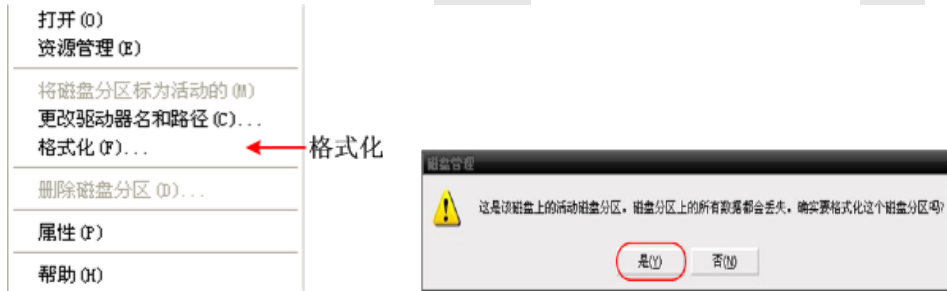 打开(O)
资源管理(E)
将磁盘分区标为活动的(M)
更改驱动器名和路径(C)...
格式化(F)...
格式化
删除磁盘分区(D)...
属性(P)
帮助(H)
磁盘管理
这是该磁盘上的活动磁盘分区。磁盘分区上的所有数据都会丢失。确实要格式化这个磁盘分区吗?
是(Y)
否(N)